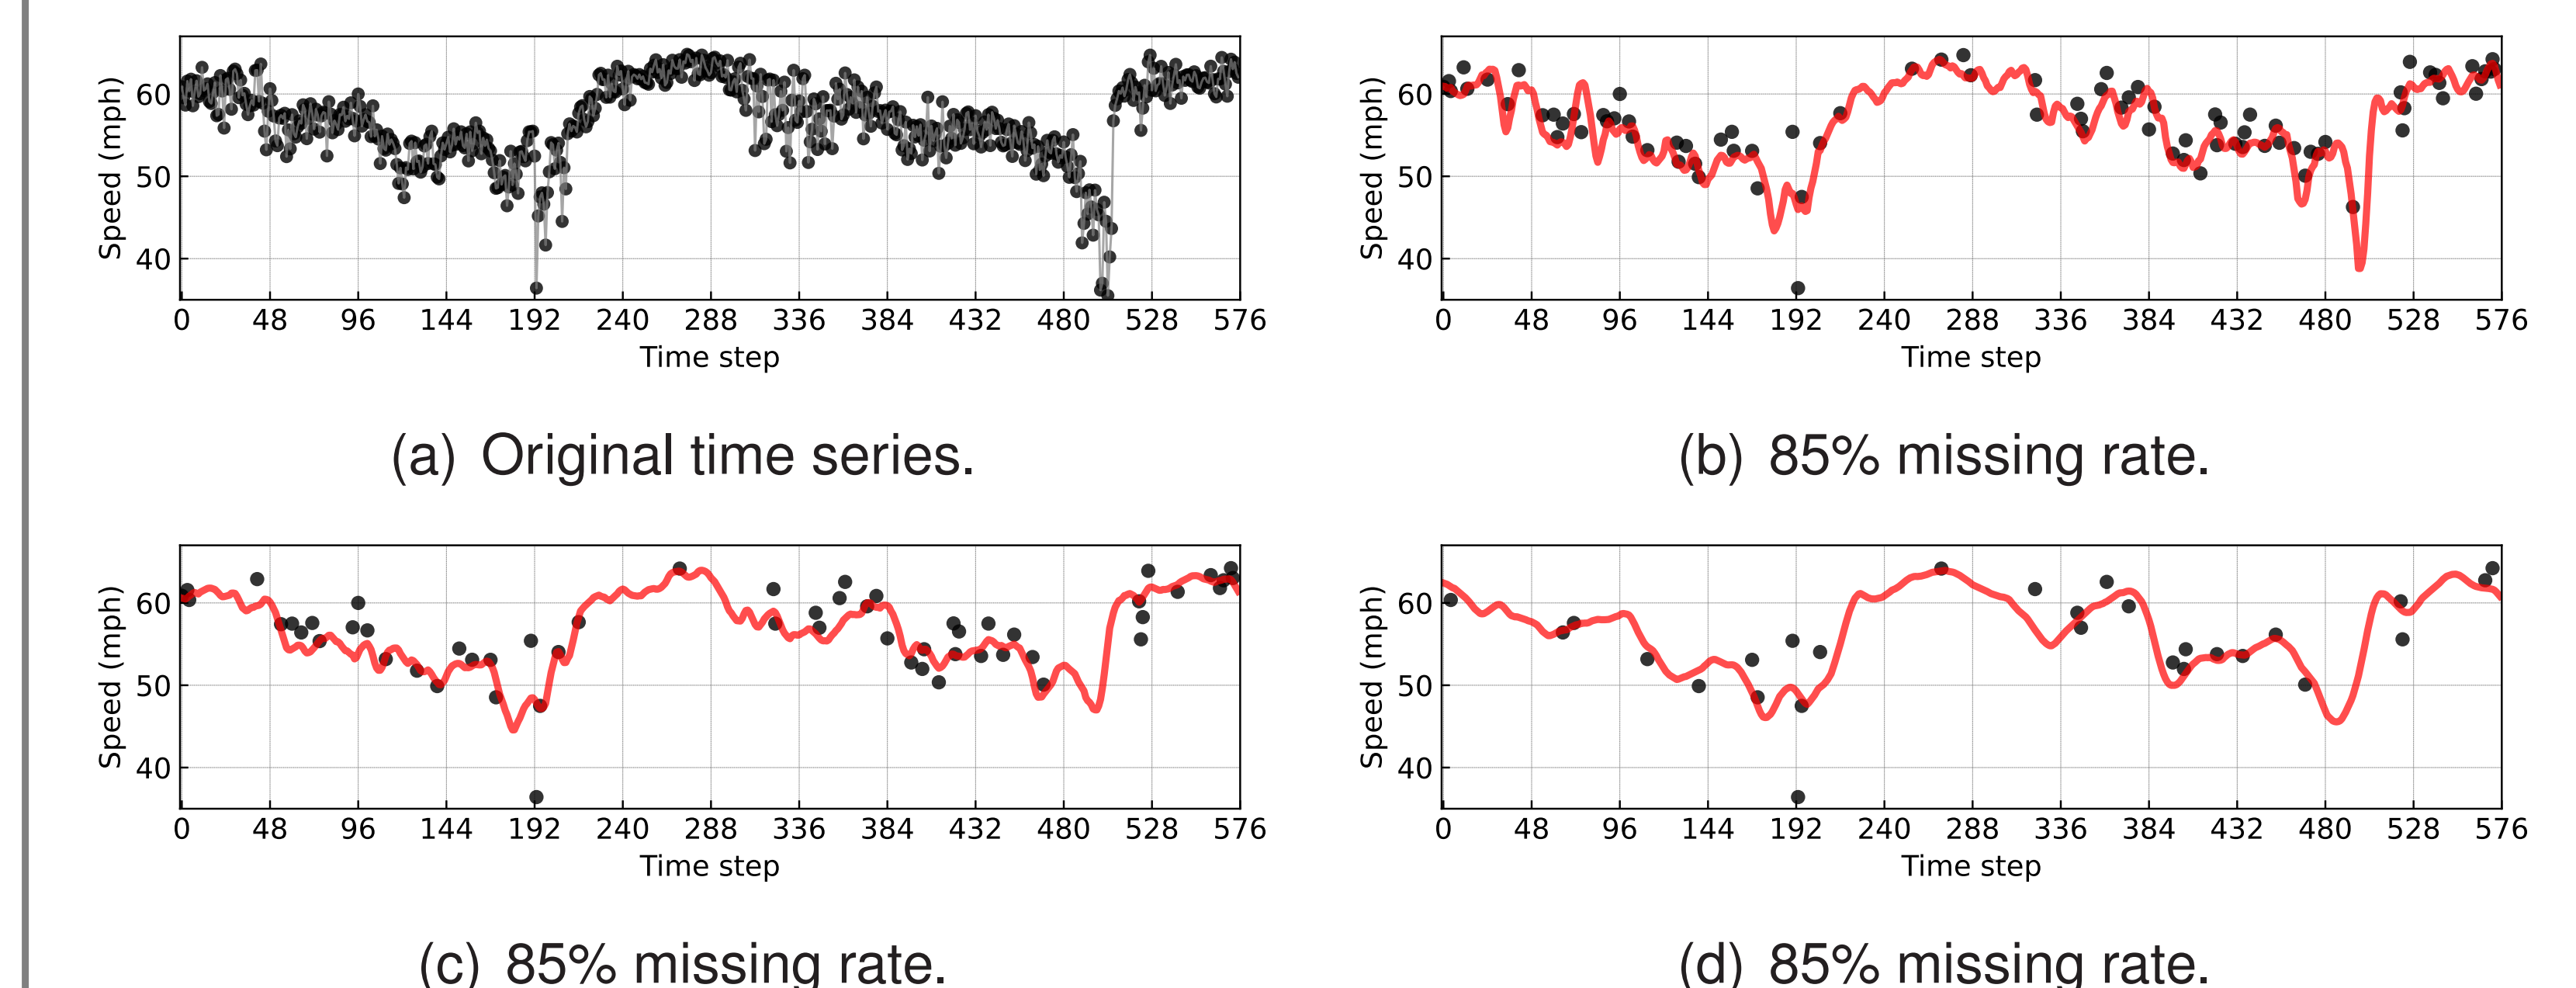 Speed (mph)
60
50
40
0 48 96 144 192 240 288 336 384 432 480 528 576
Time step
(a) Original time series.
Speed (mph)
60
50
40
0 48 96 144 192 240 288 336 384 432 480 528 576
Time step
(b) 85% missing rate.
Speed (mph)
60
50
40
0 48 96 144 192 240 288 336 384 432 480 528 576
Time step
(c) 85% missing rate.
Speed (mph)
60
50
40
0 48 96 144 192 240 288 336 384 432 480 528 576
Time step
(d) 85% missing rate.